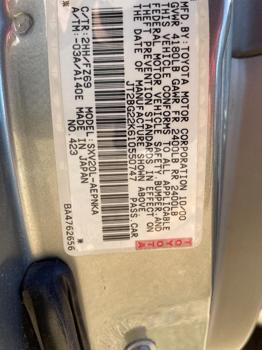 MFD.BY:TOYOTA MOTOR CORPORATION 10/00
GVWR 4180LB GAWR FR 2400LB RR 2400LB
THIS VEHICLE CONFORMS TO ALL APPLICABLE
FEDERAL MOTOR VEHICLE SAFETY, BUMPER, AND
THEFT PREVENTION STANDARDS IN EFFECT ON
THE DATE OF MANUFACTURE SHOWN ABOVE.
JT2BG22K610550747 PASS.CAR
C/TR:2HH/FZ69
A/TM:-03A/A140E
MODEL:SXV20L-AEPNKA
MADE IN JAPAN
NO.423
BA4762656
TOYOTA